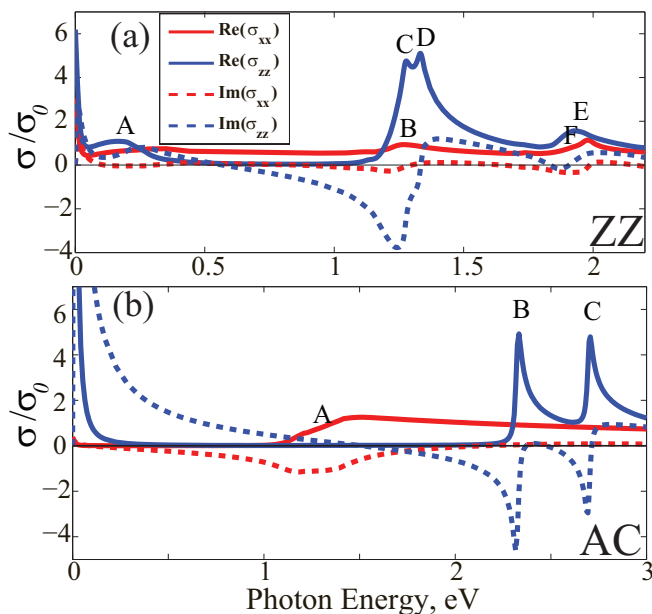 (a)
Re(σxx)
Re(σzz)
Im(σxx)
Im(σzz)
A
B
C
D
E
F
ZZ
σ/σ0
6
4
2
0
−2
−4
0
0.5
1
1.5
2
(b)
A
B
C
AC
σ/σ0
6
4
2
0
-2
-4
0
1
2
3
Photon Energy, eV